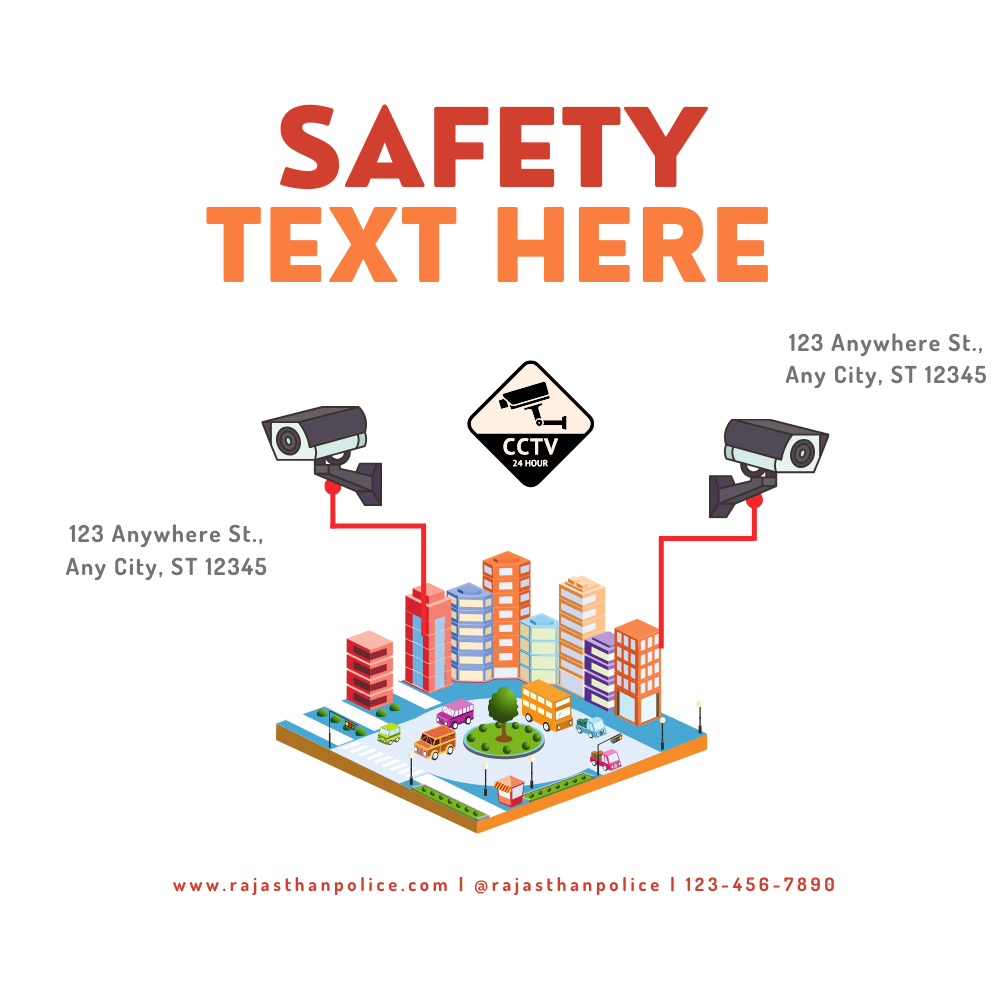 SAFETY
TEXT HERE
123 Anywhere St.,
Any City, ST 12345
CCTV
24 HOUR
123 Anywhere St.,
Any City, ST 12345
www.rajasthanpolice.com | @rajasthanpolice | 123-456-7890